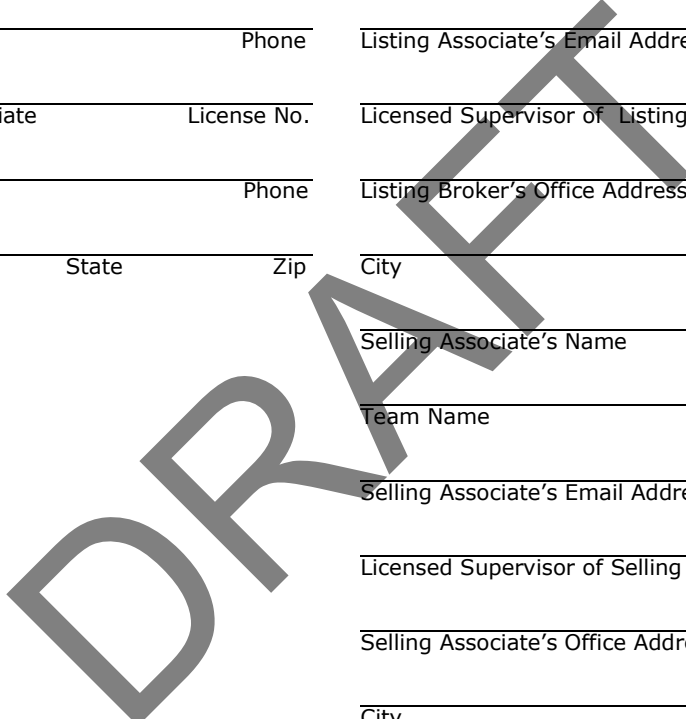 Phone Listing Associate's Email Addre
iate License No. Licensed Supervisor of Listing
Phone Listing Broker's Office Address
State Zip City
Selling Associate's Name
Team Name
Selling Associate's Email Addre
Licensed Supervisor of Selling
Selling Associate's Office Addre
City
DRAFT